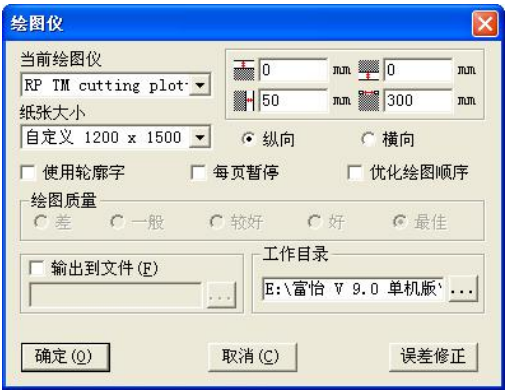 绘图仪
当前绘图仪
RP TM cutting plot
0 mm 0 mm
纸张大小
50 mm 300 mm
自定义 1200 x 1500
纵向 横向
使用轮廓字 每页暂停 优化绘图顺序
绘图质量
差 一般 较好 好 最佳
输出到文件(F) 工作目录
... E:\富怡 V 9.0 单机版\ ...
确定(O) 取消(C) 误差修正